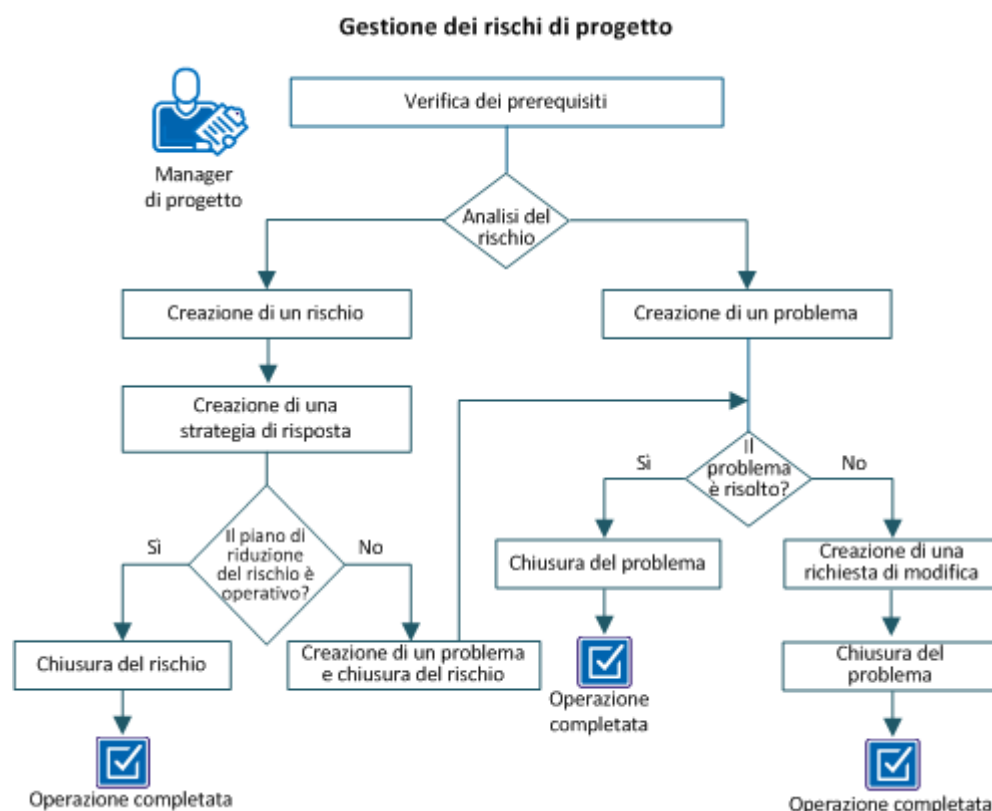 Gestione dei rischi di progetto
Verifica dei prerequisiti
Manager
di progetto
Analisi del
rischio
Creazione di un rischio
Creazione di un problema
Creazione di una
strategia di risposta
Il
problema
è risolto?
Sì
No
Il piano di
riduzione
del rischio è
operativo?
Sì
No
Chiusura del problema
Creazione di una
richiesta di modifica
Chiusura del rischio
Creazione di un problema
e chiusura del rischio
Chiusura del
problema
Operazione
completata
Operazione completata
Operazione completata